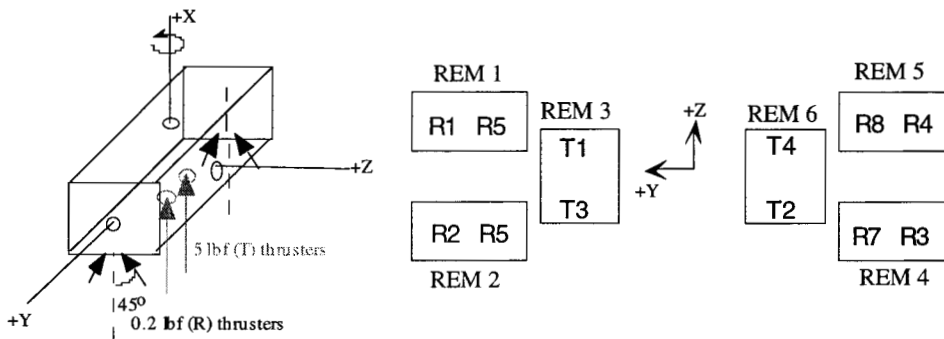 +X
+Z
5 lbf (T) thrusters
45º
+Y
0.2 lbf (R) thrusters
REM 1
R1 R5
REM 3
T1
T3
R2 R5
REM 2
+Z
+Y
REM 5
REM 6
R8 R4
T4
T2
R7 R3
REM 4